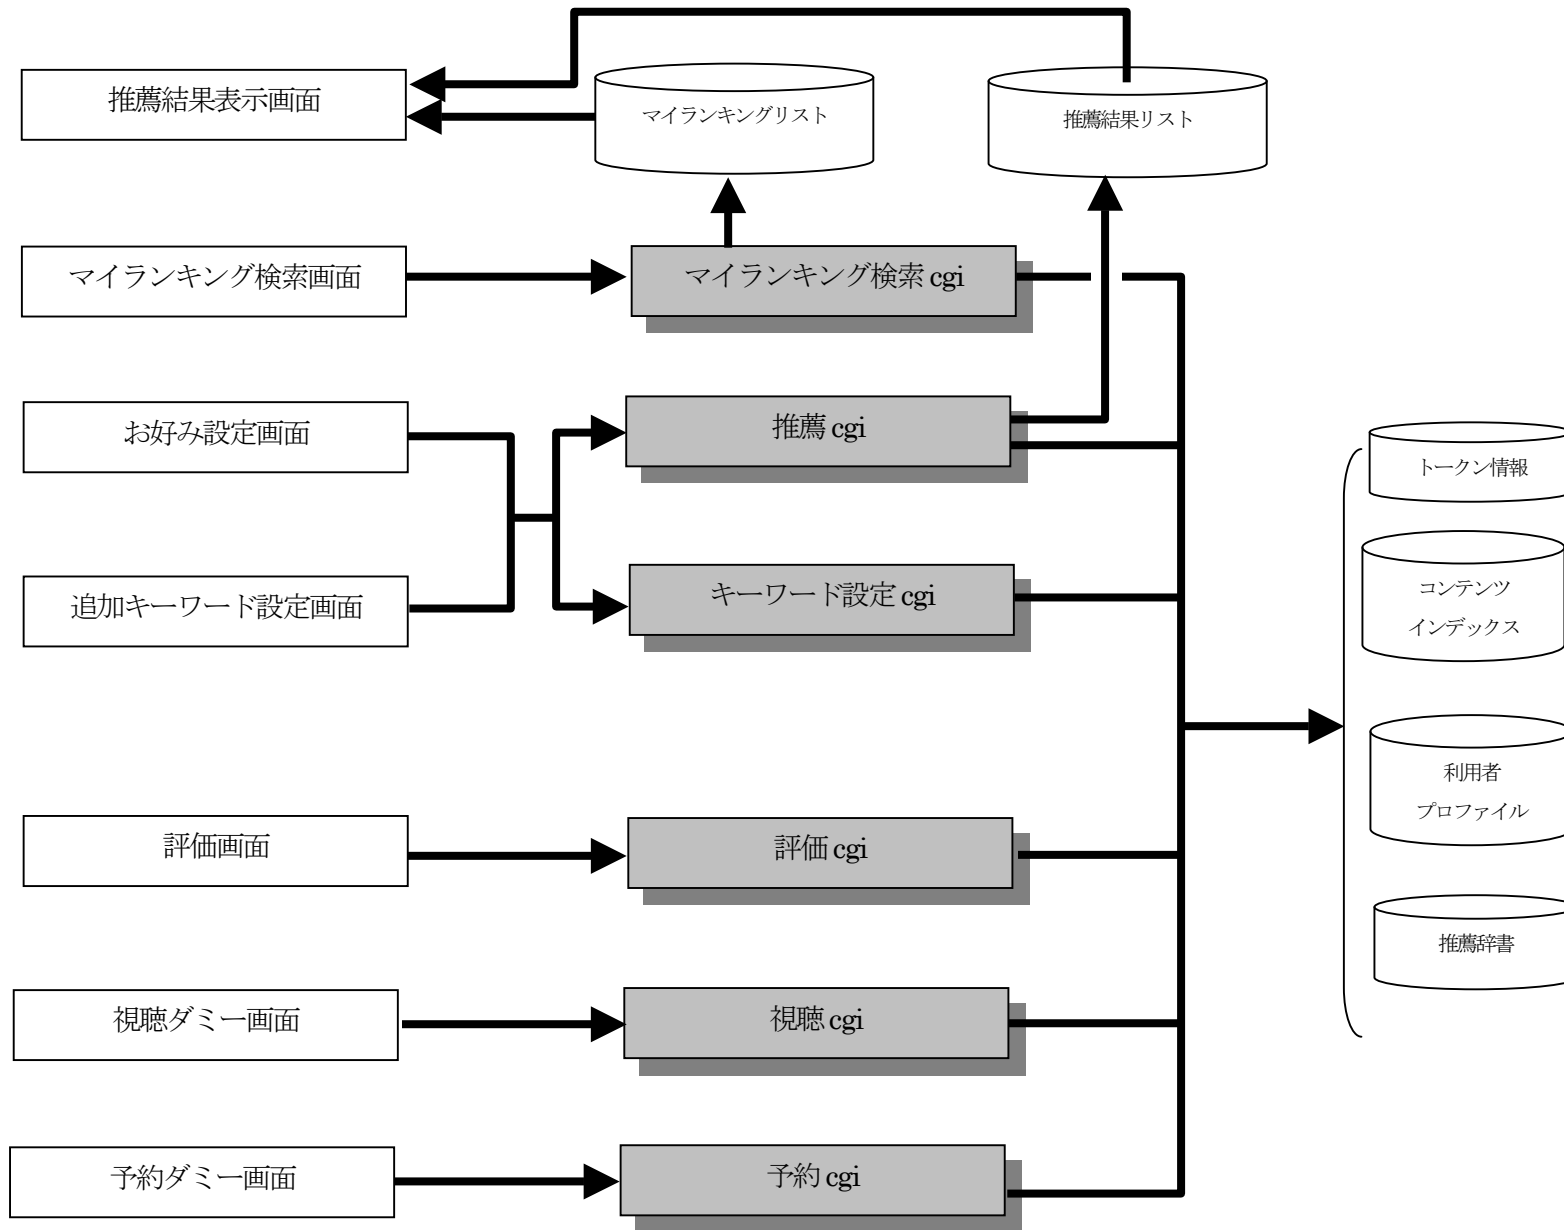 推薦結果表示画面
マイランキングリスト
推薦結果リスト
マイランキング検索画面
マイランキング検索 cgi
お好み設定画面
推薦 cgi
トークン情報
追加キーワード設定画面
キーワード設定 cgi
コンテンツ
インデックス
利用者
プロファイル
評価画面
評価 cgi
推薦辞書
視聴ダミー画面
視聴 cgi
予約ダミー画面
予約 cgi